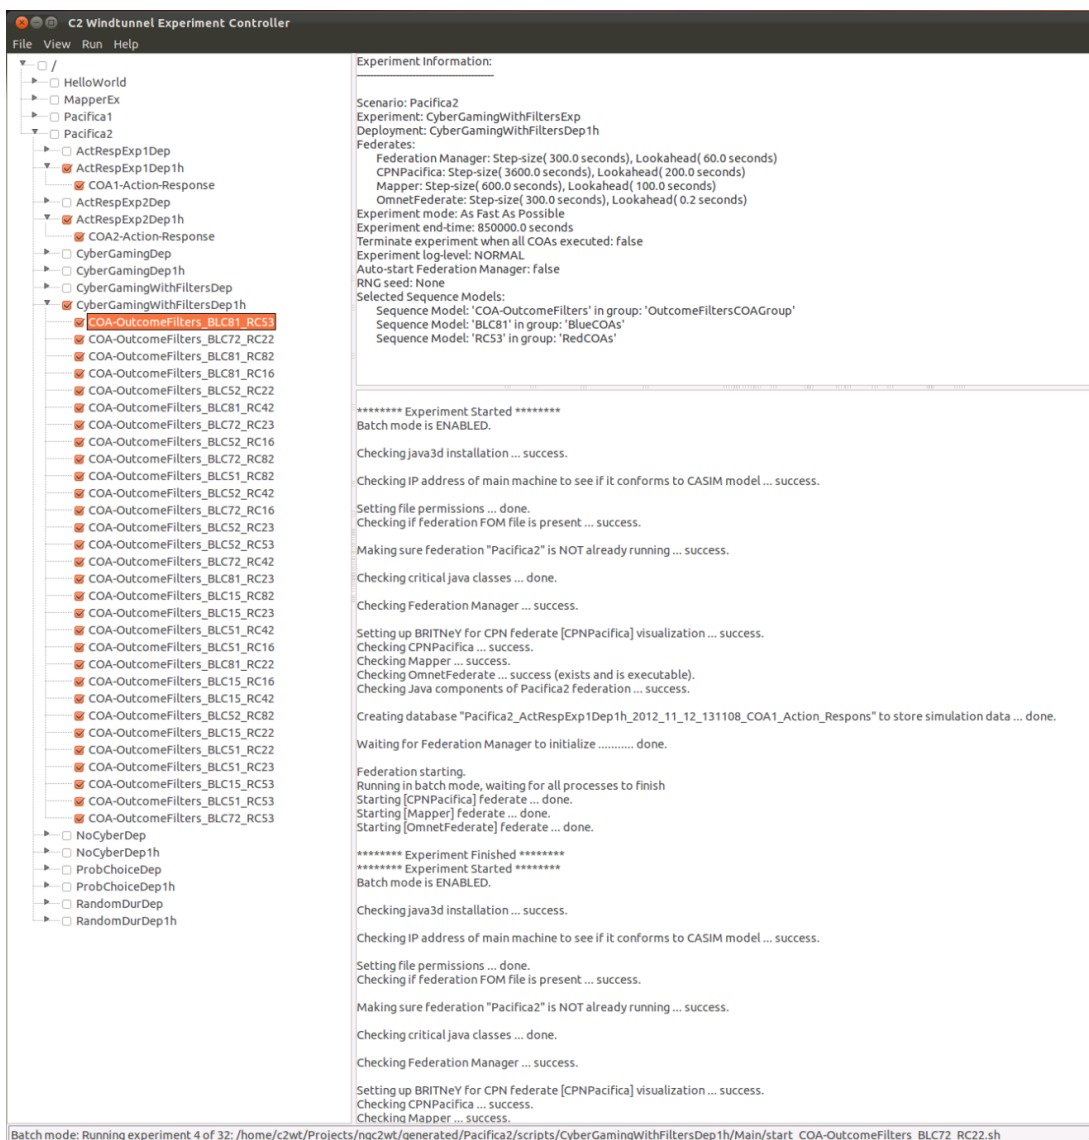 C2 Windtunnel Experiment Controller
File View Run Help
/
HelloWorld
MapperEx
Pacifica1
Pacifica2
ActRespExp1Dep
ActRespExp1Dep1h
COA1-Action-Response
ActRespExp2Dep
ActRespExp2Dep1h
COA2-Action-Response
CyberGamingDep
CyberGamingDep1h
CyberGamingWithFiltersDep
CyberGamingWithFiltersDep1h
COA-OutcomeFilters_BLC81_RC53
COA-OutcomeFilters_BLC72_RC22
COA-OutcomeFilters_BLC81_RC82
COA-OutcomeFilters_BLC81_RC16
COA-OutcomeFilters_BLC52_RC22
COA-OutcomeFilters_BLC81_RC42
COA-OutcomeFilters_BLC72_RC23
COA-OutcomeFilters_BLC52_RC16
COA-OutcomeFilters_BLC72_RC82
COA-OutcomeFilters_BLC51_RC82
COA-OutcomeFilters_BLC52_RC42
COA-OutcomeFilters_BLC72_RC16
COA-OutcomeFilters_BLC52_RC23
COA-OutcomeFilters_BLC52_RC53
COA-OutcomeFilters_BLC72_RC42
COA-OutcomeFilters_BLC81_RC23
COA-OutcomeFilters_BLC15_RC82
COA-OutcomeFilters_BLC15_RC23
COA-OutcomeFilters_BLC51_RC42
COA-OutcomeFilters_BLC51_RC16
COA-OutcomeFilters_BLC81_RC22
COA-OutcomeFilters_BLC15_RC16
COA-OutcomeFilters_BLC15_RC42
COA-OutcomeFilters_BLC52_RC82
COA-OutcomeFilters_BLC15_RC22
COA-OutcomeFilters_BLC51_RC22
COA-OutcomeFilters_BLC51_RC23
COA-OutcomeFilters_BLC15_RC53
COA-OutcomeFilters_BLC51_RC53
COA-OutcomeFilters_BLC72_RC53
NoCyberDep
NoCyberDep1h
ProbChoiceDep
ProbChoiceDep1h
RandomDurDep
RandomDurDep1h
Experiment Information:
------------------------------------------
Scenario: Pacifica2
Experiment: CyberGamingWithFiltersExp
Deployment: CyberGamingWithFiltersDep1h
Federates:
Federation Manager: Step-size( 300.0 seconds), Lookahead( 60.0 seconds)
CPNPacifica: Step-size( 3600.0 seconds), Lookahead( 200.0 seconds)
Mapper: Step-size( 600.0 seconds), Lookahead( 100.0 seconds)
OmnetFederate: Step-size( 300.0 seconds), Lookahead( 0.2 seconds)
Experiment mode: As Fast As Possible
Experiment end-time: 850000.0 seconds
Terminate experiment when all COAs executed: false
Experiment log-level: NORMAL
Auto-start Federation Manager: false
RNG seed: None
Selected Sequence Models:
Sequence Model: 'COA-OutcomeFilters' in group: 'OutcomeFiltersCOAGroup'
Sequence Model: 'BLC81' in group: 'BlueCOAs'
Sequence Model: 'RC53' in group: 'RedCOAs'
******** Experiment Started ********
Batch mode is ENABLED.
Checking java3d installation ... success.
Checking IP address of main machine to see if it conforms to CASIM model ... success.
Setting file permissions ... done.
Checking if federation FOM file is present ... success.
Making sure federation "Pacifica2" is NOT already running ... success.
Checking critical java classes ... done.
Checking Federation Manager ... success.
Setting up BRITNeY for CPN federate [CPNPacifica] visualization ... success.
Checking CPNPacifica ... success.
Checking Mapper ... success.
Checking OmnetFederate ... success (exists and is executable).
Checking Java components of Pacifica2 federation ... success.
Creating database "Pacifica2_ActRespExp1Dep1h_2012_11_12_131108_COA1_Action_Respons" to store simulation data ... done.
Waiting for Federation Manager to initialize ........... done.
Federation starting.
Running in batch mode, waiting for all processes to finish
Starting [CPNPacifica] federate ... done.
Starting [Mapper] federate ... done.
Starting [OmnetFederate] federate ... done.
******** Experiment Finished ********
******** Experiment Started ********
Batch mode is ENABLED.
Checking java3d installation ... success.
Checking IP address of main machine to see if it conforms to CASIM model ... success.
Setting file permissions ... done.
Checking if federation FOM file is present ... success.
Making sure federation "Pacifica2" is NOT already running ... success.
Checking critical java classes ... done.
Checking Federation Manager ... success.
Setting up BRITNeY for CPN federate [CPNPacifica] visualization ... success.
Checking CPNPacifica ... success.
Checking Mapper ... success.
Batch mode: Running experiment 4 of 32: /home/c2wt/Projects/ngc2wt/generated/Pacifica2/scripts/CyberGamingWithFiltersDep1h/Main/start_COA-OutcomeFilters_BLC72_RC22.sh